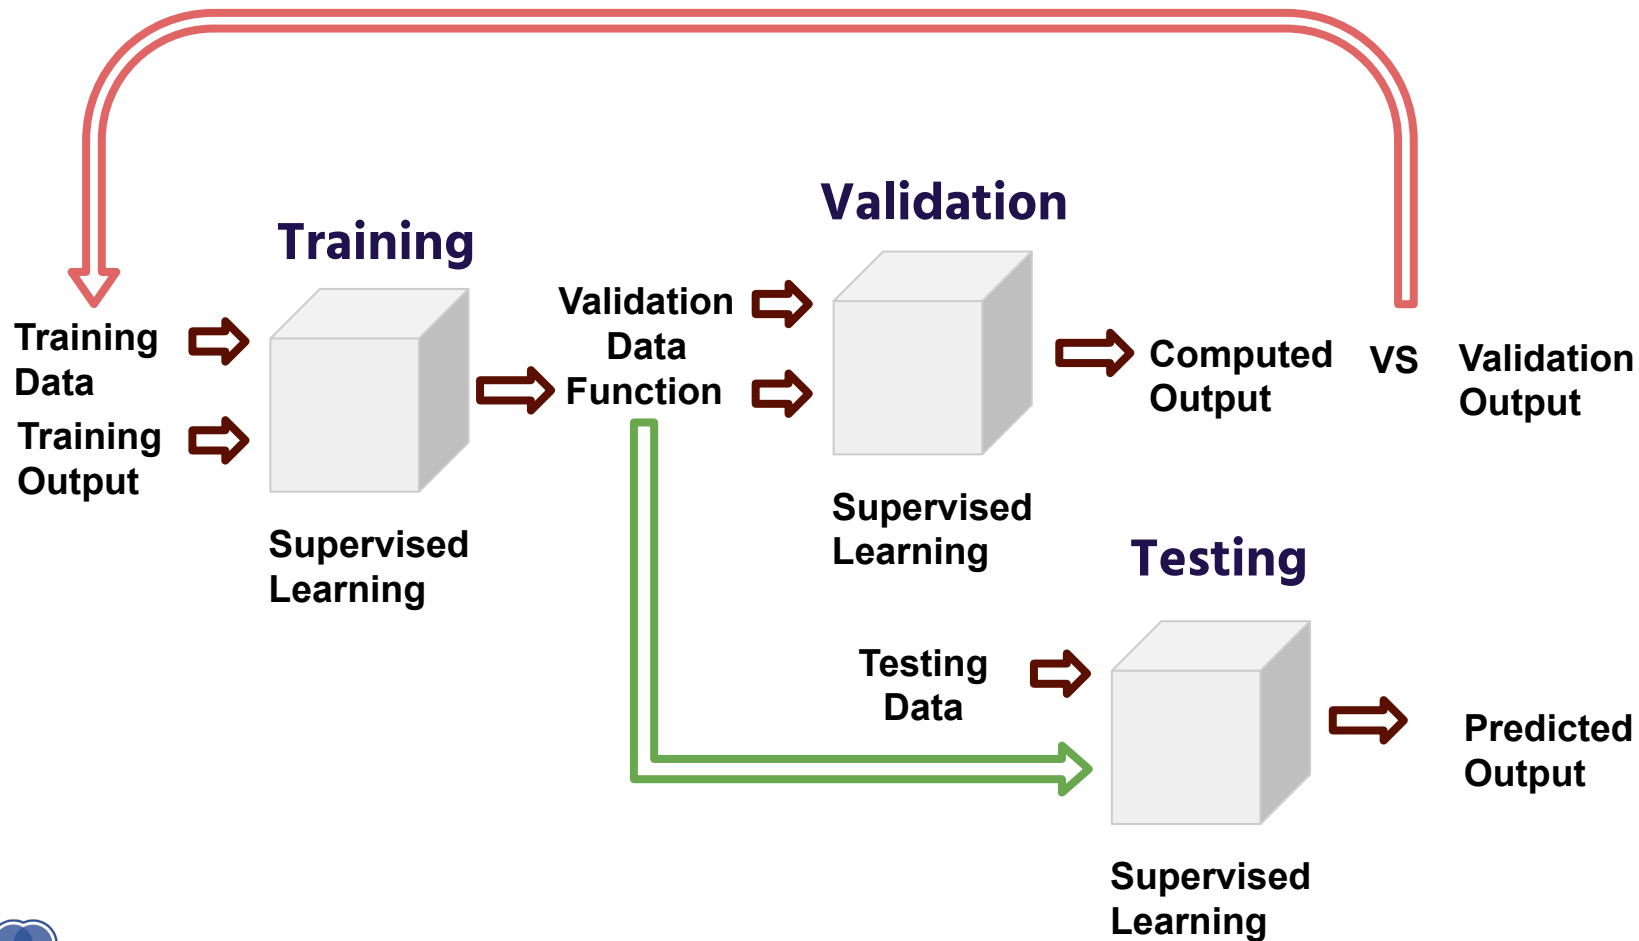 Training
Training
Data
Training
Output
Supervised
Learning
Validation
Data
Function
Validation
Supervised
Learning
Computed
Output
VS
Validation
Output
Testing
Testing
Data
Supervised
Learning
Predicted
Output